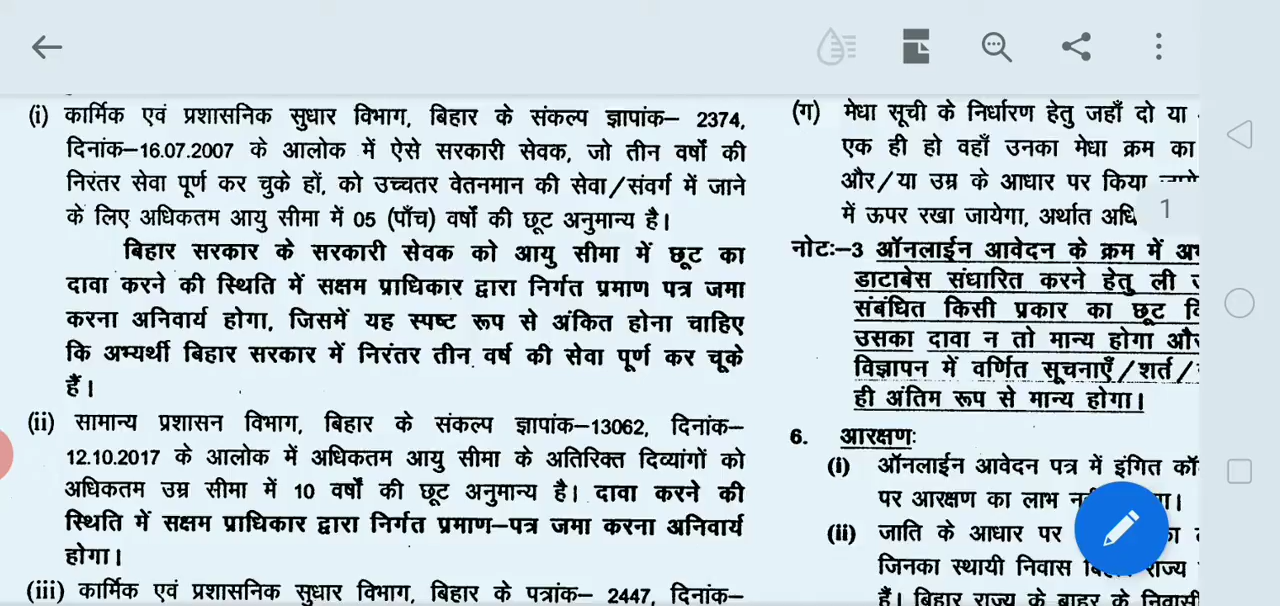 (i) कार्मिक एवं प्रशासनिक सुधार विभाग, बिहार के संकल्प ज्ञापांक– 2374,
दिनांक–16.07.2007 के आलोक में ऐसे सरकारी सेवक, जो तीन वर्षों की
निरंतर सेवा पूर्ण कर चुके हों, को उच्चतर वेतनमान की सेवा/संवर्ग में जाने
के लिए अधिकतम आयु सीमा में 05 (पाँच) वर्षों की छूट अनुमान्य है।
बिहार सरकार के सरकारी सेवक को आयु सीमा में छूट का
दावा करने की स्थिति में सक्षम प्राधिकार द्वारा निर्गत प्रमाण पत्र जमा
करना अनिवार्य होगा, जिसमें यह स्पष्ट रूप से अंकित होना चाहिए
कि अभ्यर्थी बिहार सरकार में निरंतर तीन वर्ष की सेवा पूर्ण कर चूके
हैं।
(ii) सामान्य प्रशासन विभाग, बिहार के संकल्प ज्ञापांक–13062, दिनांक–
12.10.2017 के आलोक में अधिकतम आयु सीमा के अतिरिक्त दिव्यांगों को
अधिकतम उम्र सीमा में 10 वर्षों की छूट अनुमान्य है। दावा करने की
स्थिति में सक्षम प्राधिकार द्वारा निर्गत प्रमाण–पत्र जमा करना अनिवार्य
होगा।
(iii) कार्मिक एवं प्रशासनिक सुधार विभाग, बिहार के पत्रांक– 2447, दिनांक–
(ग) मेधा सूची के निर्धारण हेतु जहाँ दो या
एक ही हो वहाँ उनका मेधा क्रम का
और/या उम्र के आधार पर किया
में ऊपर रखा जायेगा, अर्थात
1
नोटः–3 ऑनलाईन आवेदन के क्रम में
डाटाबेस संधारित करने हेतु ली
संबंधित किसी प्रकार का छूट
उसका दावा न तो मान्य होगा और
विज्ञापन में वर्णित सूचनाएँ/शर्त/
ही अंतिम रूप से मान्य होगा।
6. आरक्षणः
(i) ऑनलाईन आवेदन पत्र में इंगित
पर आरक्षण का लाभ
(ii) जाति के आधार पर
जिनका स्थायी निवास राज्य
हैं। बिहार राज्य के बाहर के निवासी